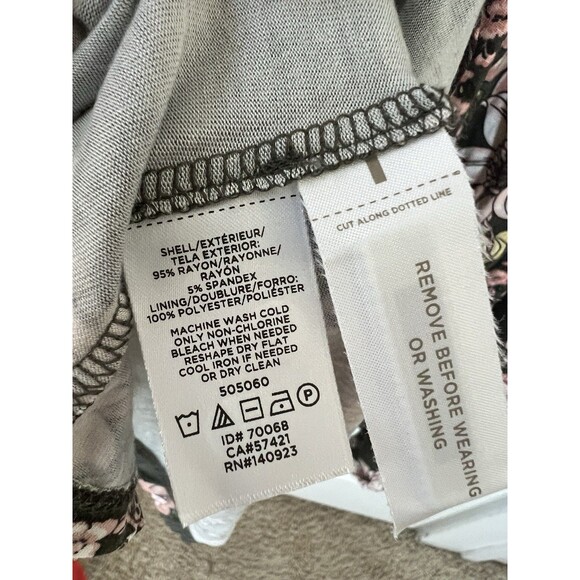 SHELL/EXTÉRIEUR/
TELA EXTERIOR:
95% RAYON/RAYONNE/
RAYÓN
5% SPANDEX
LINING/DOUBLURE/FORRO:
100% POLYESTER/POLIÉSTER
MACHINE WASH COLD
ONLY NON-CHLORINE
BLEACH WHEN NEEDED
RESHAPE DRY FLAT
COOL IRON IF NEEDED
OR DRY CLEAN
505060
P
ID# 70068
CA#57421
RN#140923
CUT ALONG DOTTED LINE
REMOVE BEFORE WEARING
OR WASHING